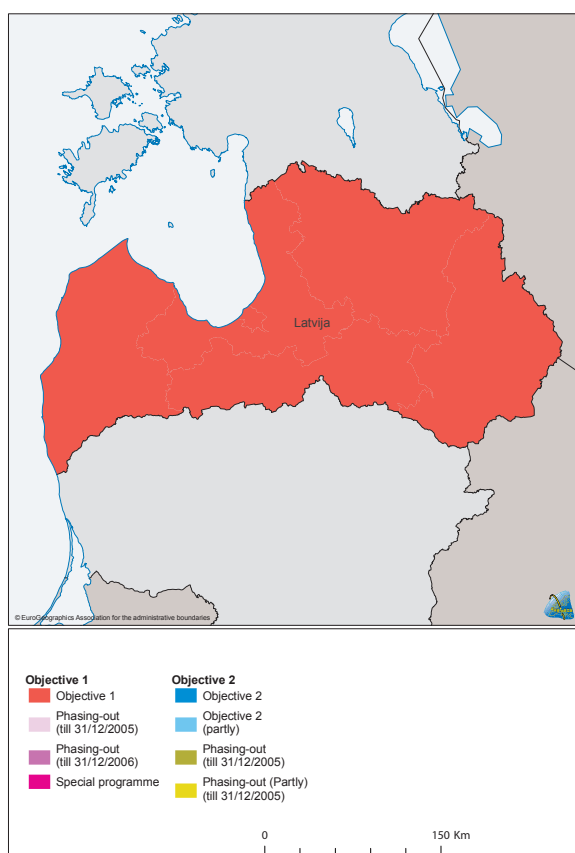 Latvija
© EuroGeographics Association for the administrative boundaries
Objective 1
Objective 1
Phasing-out
(till 31/12/2005)
Phasing-out
(till 31/12/2006)
Special programme
Objective 2
Objective 2
Objective 2
(partly)
Phasing-out
(till 31/12/2005)
Phasing-out (Partly)
(till 31/12/2005)
0 150 Km